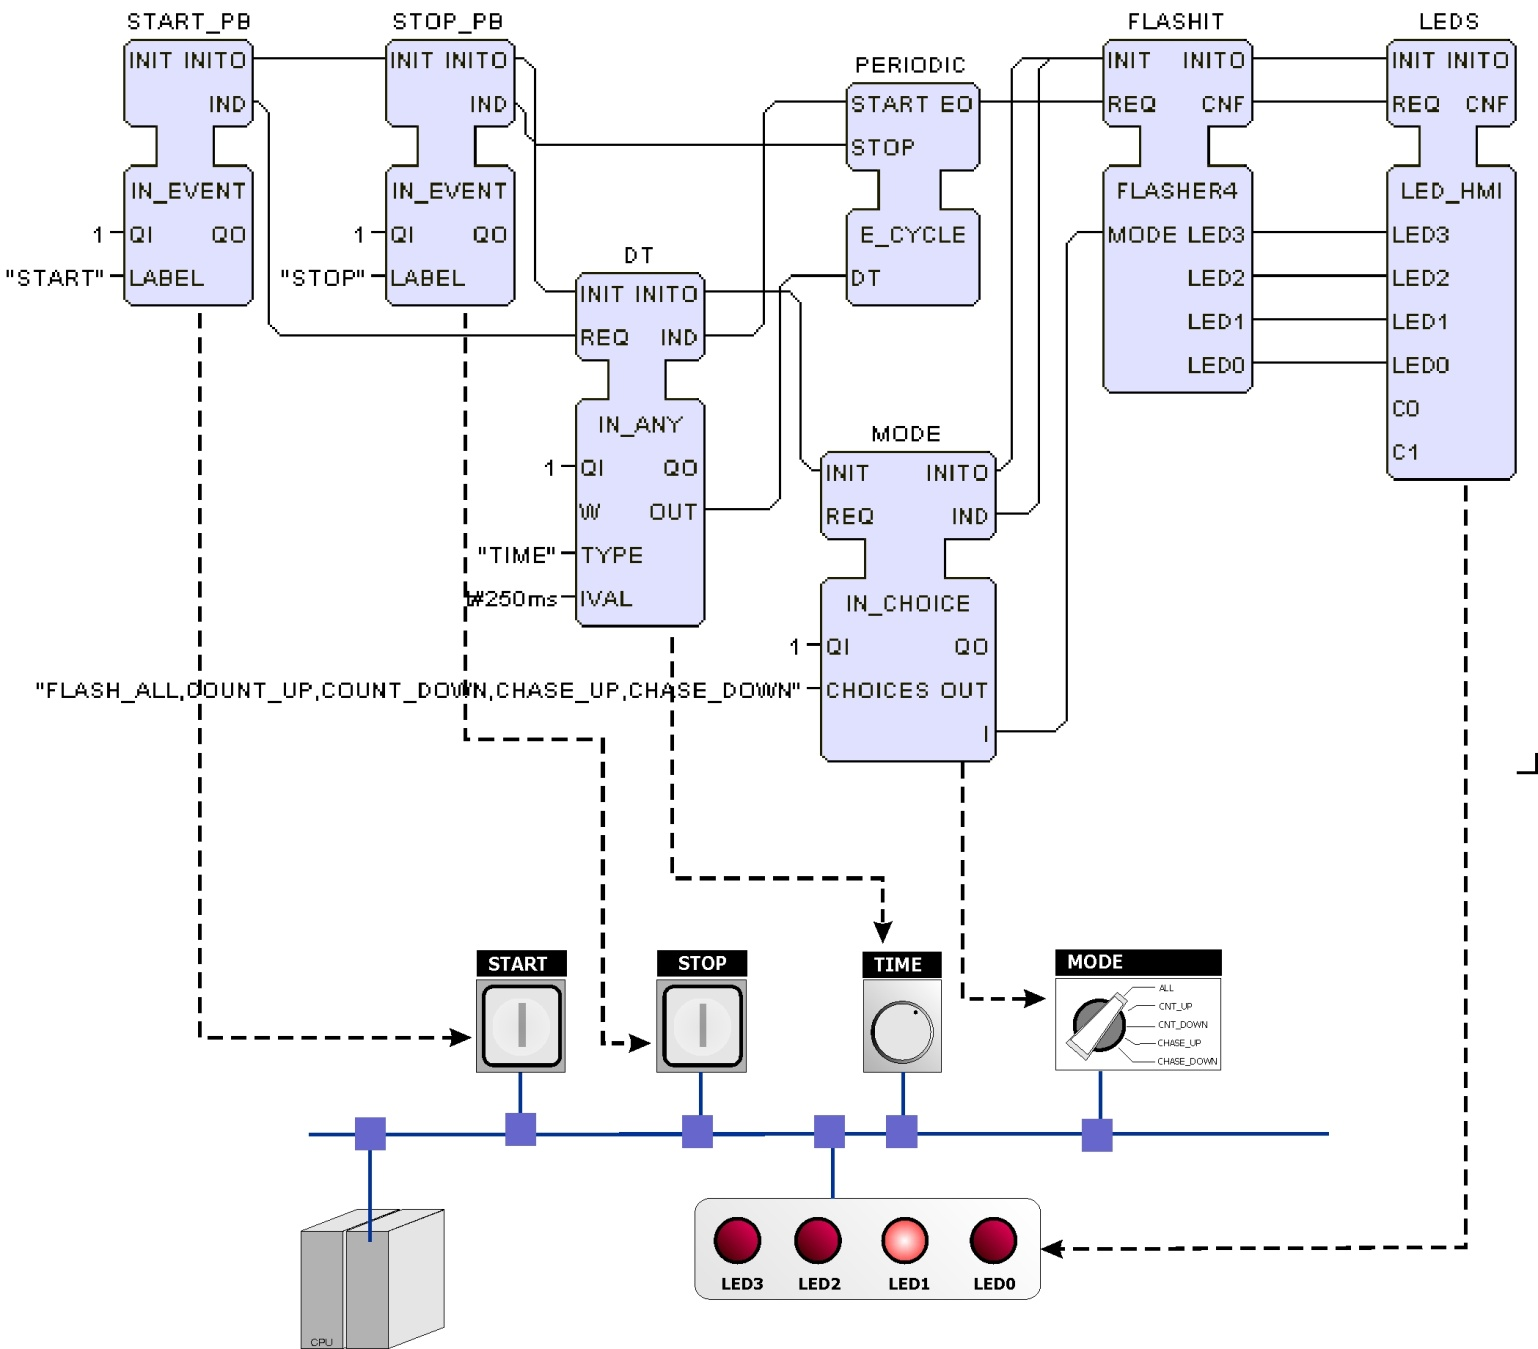 START_PB
INIT INITO
IND
IN_EVENT
1 QI QO
"START" LABEL
STOP_PB
INIT INITO
IND
IN_EVENT
1 QI QO
"STOP" LABEL
DT
INIT INITO
REQ IND
IN_ANY
1 QI QO
W OUT
"TIME" TYPE
t#250ms IVAL
PERIODIC
START EO
STOP
E_CYCLE
DT
MODE
INIT INITO
REQ IND
IN_CHOICE
1 QI QO
"FLASH_ALL,COUNT_UP,COUNT_DOWN,CHASE_UP,CHASE_DOWN" CHOICES OUT
I
FLASHIT
INIT INITO
REQ CNF
FLASHER4
MODE LED3
LED2
LED1
LED0
LEDS
INIT INITO
REQ CNF
LED_HMI
LED3
LED2
LED1
LED0
C0
C1
START
STOP
TIME
MODE
ALL
CNT_UP
CNT_DOWN
CHASE_UP
CHASE_DOWN
LED3 LED2 LED1 LED0
CPU